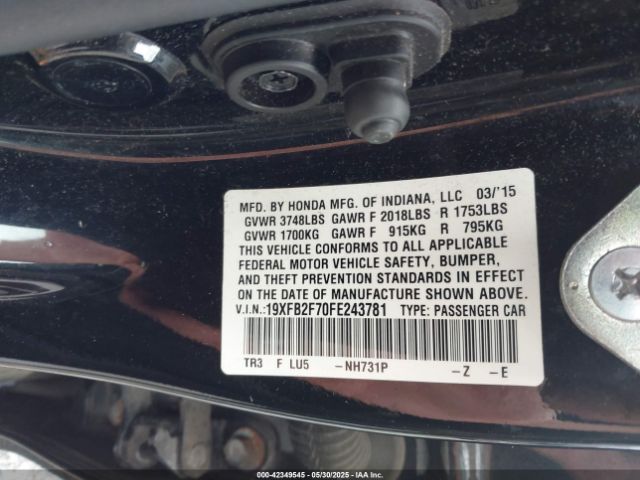 MFD. BY HONDA MFG. OF INDIANA, LLC 03/'15
GVWR 3748LBS GAWR F 2018LBS R 1753LBS
GVWR 1700KG GAWR F 915KG R 795KG
THIS VEHICLE CONFORMS TO ALL APPLICABLE
FEDERAL MOTOR VEHICLE SAFETY, BUMPER,
AND THEFT PREVENTION STANDARDS IN EFFECT
ON THE DATE OF MANUFACTURE SHOWN ABOVE.
V.I.N.:19XFB2F70FE243781 TYPE: PASSENGER CAR
TR3 F LU5 -NH731P -Z -E
000-42349545 - 05/30/2025 - IAA Inc.